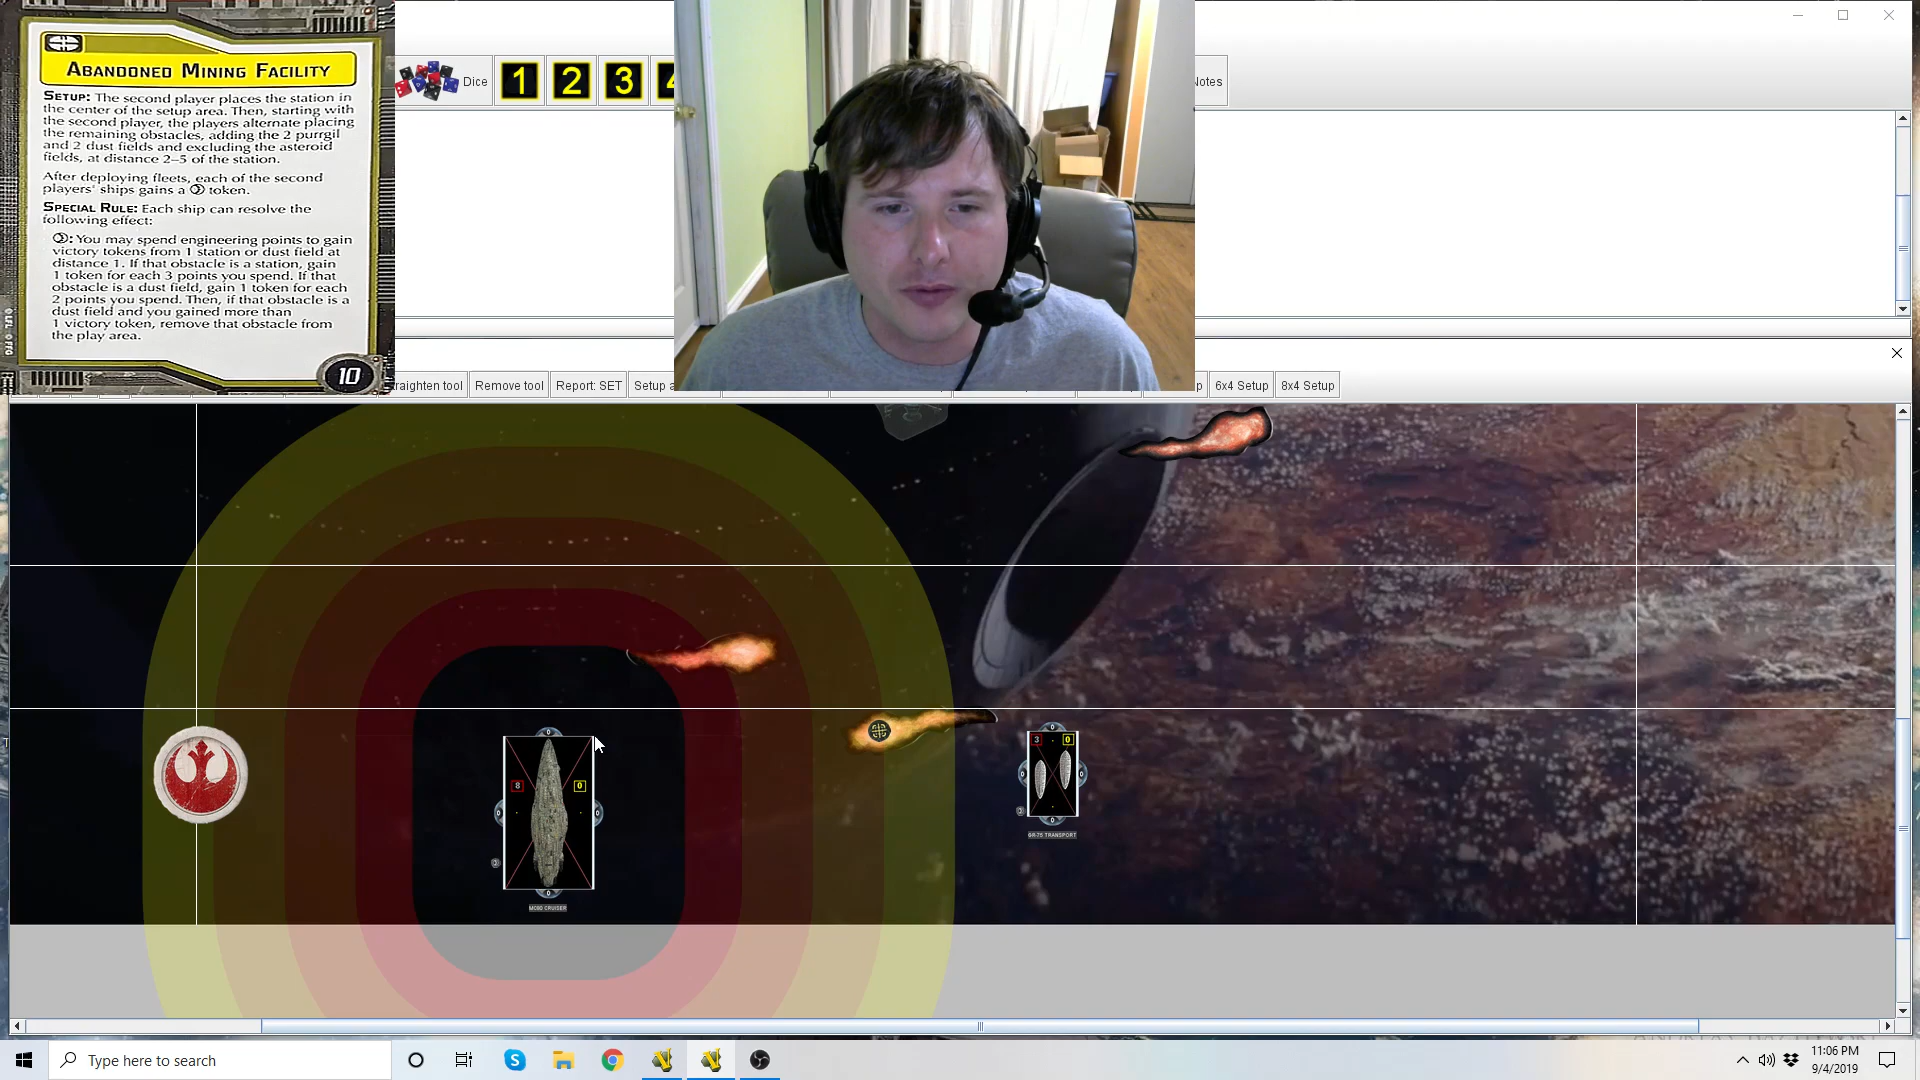 ABANDONED MINING FACILITY
SETUP: The second player places the station in
the center of the setup area. Then, starting with
the second player, the players alternate placing
the remaining obstacles, adding the 2 purrgil
and 2 dust fields and excluding the asteroid
fields, at distance 2–5 of the station.
After deploying fleets, each of the second
players' ships gains a token.
SPECIAL RULE: Each ship can resolve the
following effect:
: You may spend engineering points to gain
victory tokens from 1 station or dust field at
distance 1. If that obstacle is a station, gain
1 token for each 3 points you spend. If that
obstacle is a dust field, gain 1 token for each
2 points you spend. Then, if that obstacle is a
dust field and you gained more than
1 victory token, remove that obstacle from
the play area.
10
Dice
1
2
3
4
Notes
raighten tool
Remove tool
Report: SET
Setup a
6x4 Setup
8x4 Setup
8
0
MC80 CRUISER
3
0
GR-75 TRANSPORT
Type here to search
11:06 PM
9/4/2019